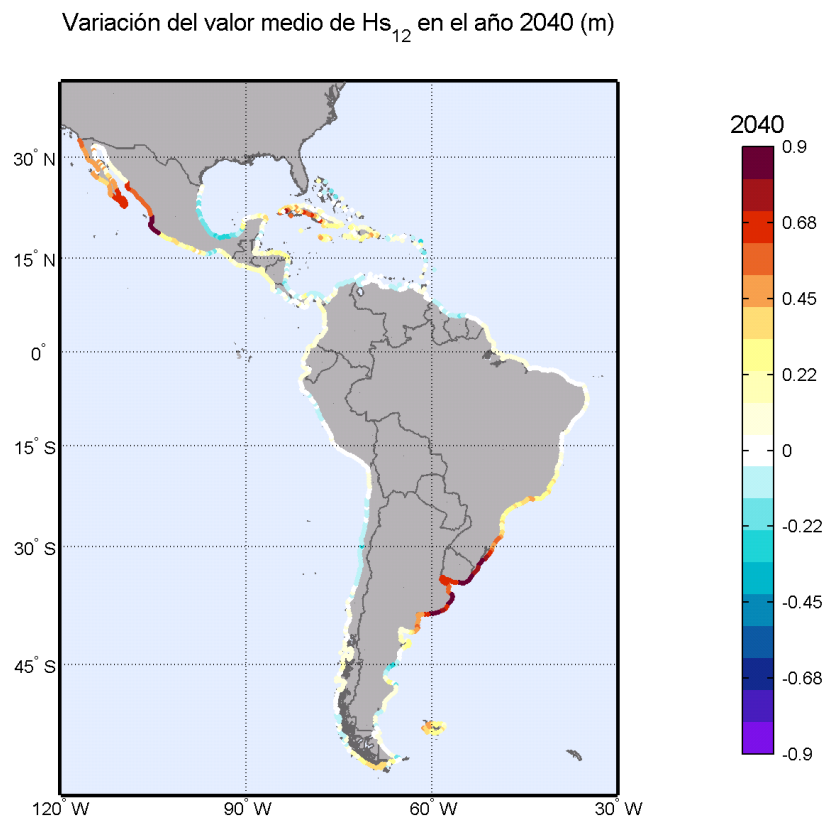 Variación del valor medio de Hs12 en el año 2040 (m)
2040
0.9
0.68
0.45
0.22
0
-0.22
-0.45
-0.68
-0.9
30° N
15° N
0°
15° S
30° S
45° S
120° W 90° W 60° W 30° W